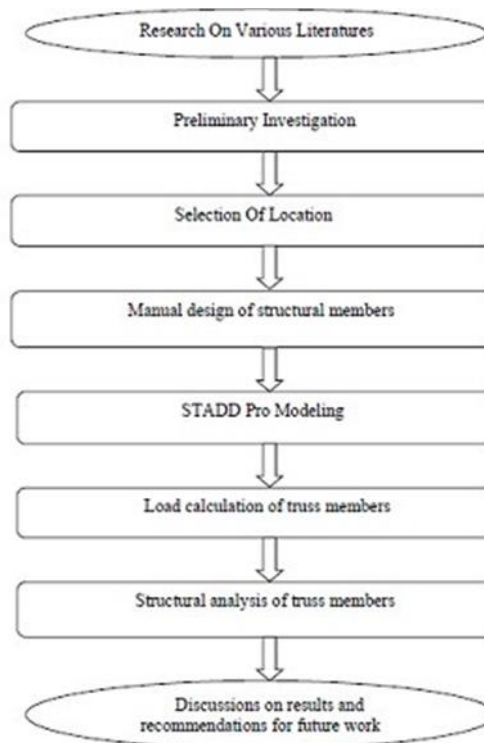 Research On Various Literatures
Preliminary Investigation
Selection Of Location
Manual design of structural members
STADD Pro Modeling
Load calculation of truss members
Structural analysis of truss members
Discussions on results and
recommendations for future work